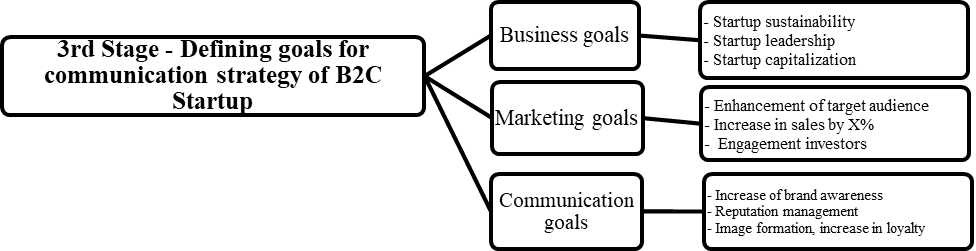 3rd Stage - Defining goals for
communication strategy of B2C
Startup
Business goals
- Startup sustainability
- Startup leadership
- Startup capitalization
Marketing goals
- Enhancement of target audience
- Increase in sales by X%
- Engagement investors
Communication
goals
- Increase of brand awareness
- Reputation management
- Image formation, increase in loyalty